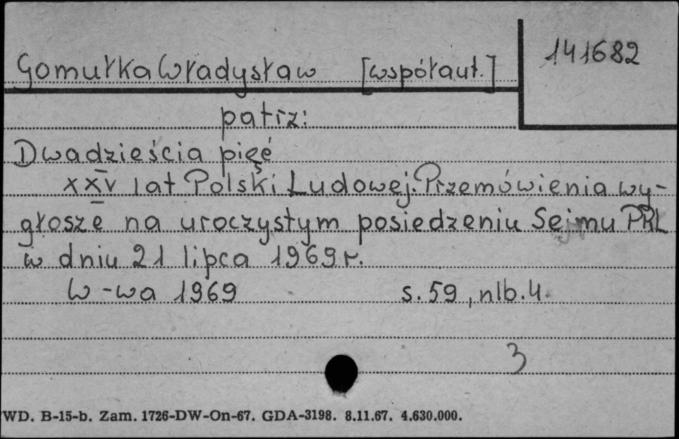 Gomułka Władysław [współaut.]
141682
patrz:
Dwadzieścia pięć
XXV lat Polski Ludowej. Przemówienia wy-
głosze na uroczystym posiedzeniu Sejmu PRL
w dniu 21 lipca 1969 r.
W-wa 1969 s. 59, nlb. 4.
3
WD. B-15-b. Zam. 1726-DW-On-67. GDA-3198. 8.11.67. 4.630.000.